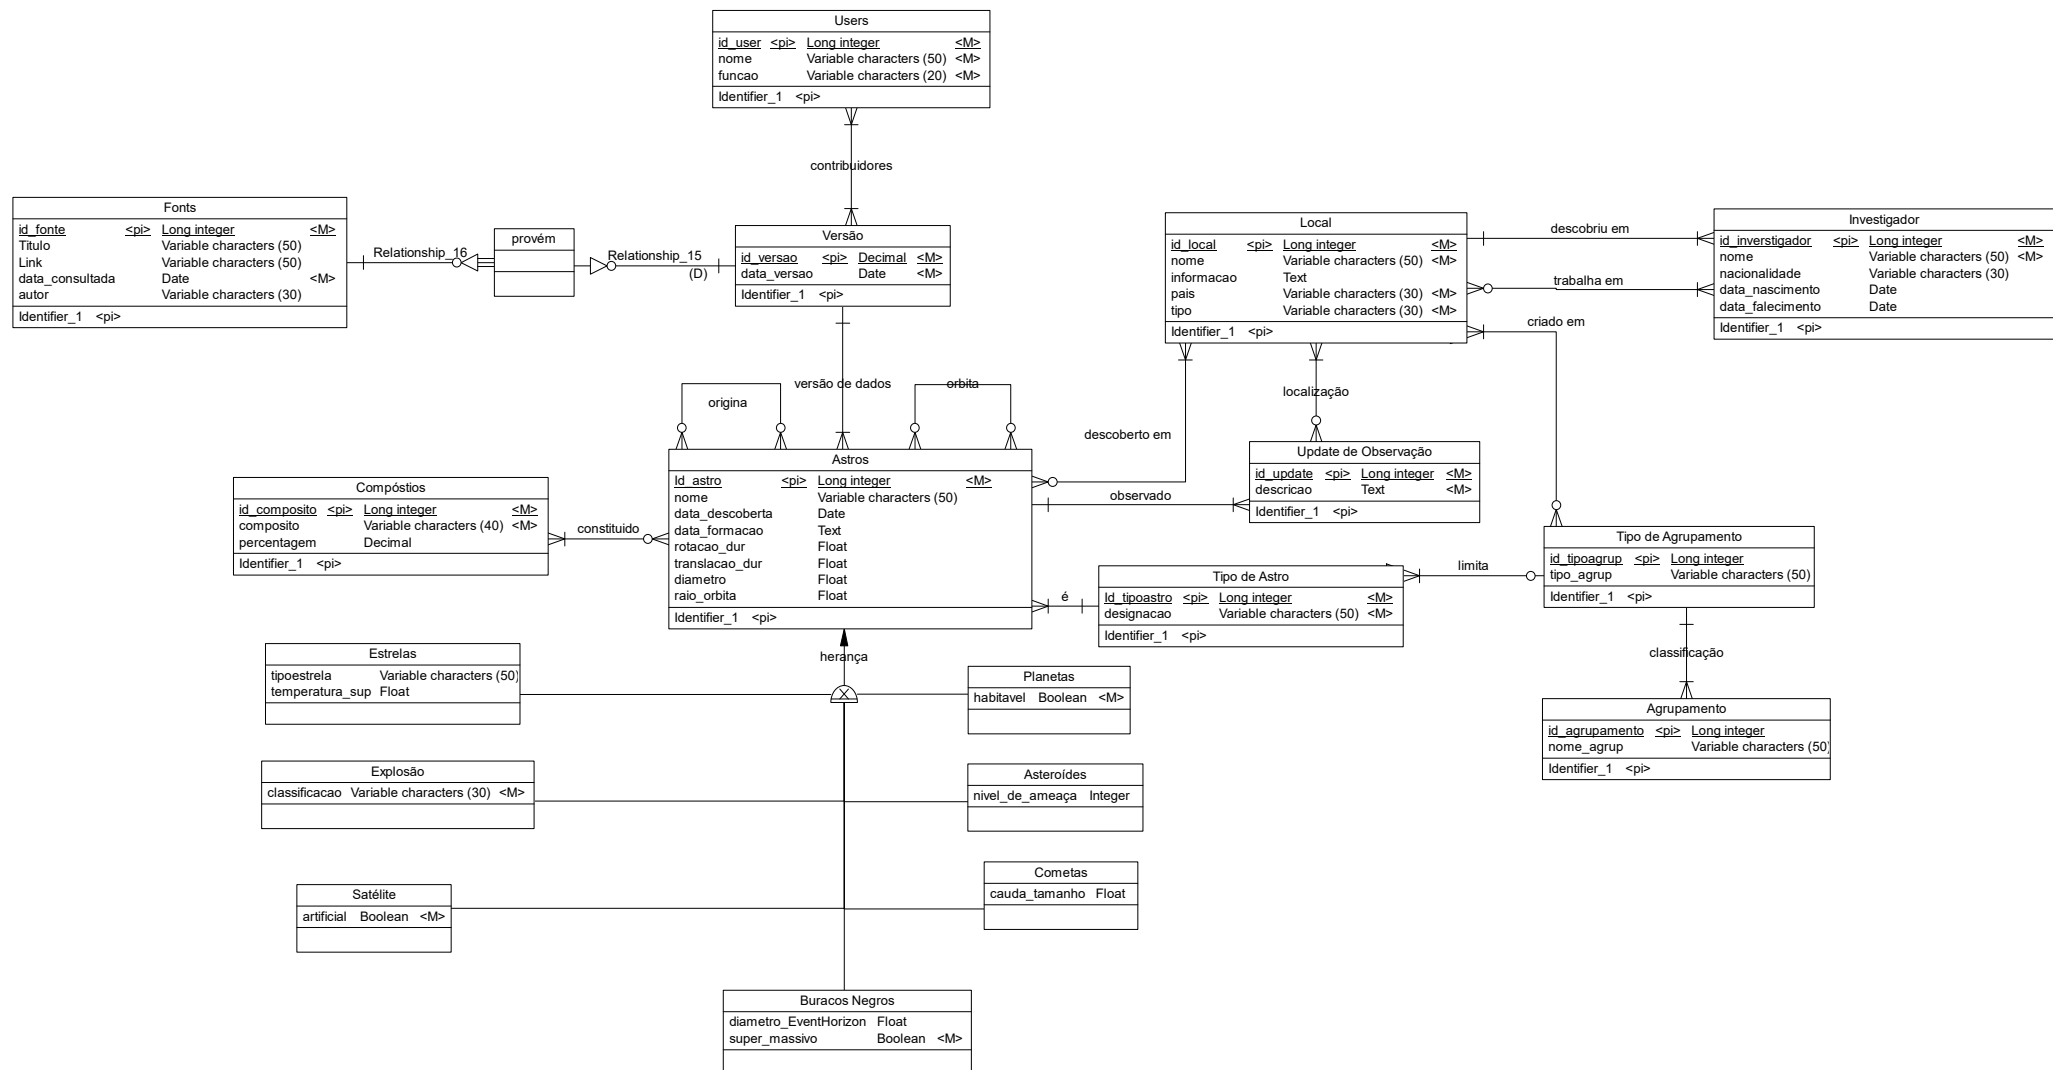 Users
id_user <pi> Long integer <M>
nome Variable characters (50) <M>
funcao Variable characters (20) <M>
Identifier_1 <pi>
contribuidores
Fonts
id_fonte <pi> Long integer <M>
Titulo Variable characters (50)
Link Variable characters (50)
data_consultada Date <M>
autor Variable characters (30)
Identifier_1 <pi>
Relationship_16
provém
Relationship_15
(D)
Versão
id_versao <pi> Decimal <M>
data_versao Date <M>
Identifier_1 <pi>
Local
id_local <pi> Long integer <M>
nome Variable characters (50) <M>
informacao Text
pais Variable characters (30) <M>
tipo Variable characters (30) <M>
Identifier_1 <pi>
descobriu em
trabalha em
criado em
Investigador
id_inverstigador <pi> Long integer <M>
nome Variable characters (50) <M>
nacionalidade Variable characters (30)
data_nascimento Date
data_falecimento Date
Identifier_1 <pi>
origina
versão de dados
orbita
localização
descoberto em
observado
Astros
Id_astro <pi> Long integer <M>
nome Variable characters (50)
data_descoberta Date
data_formacao Text
rotacao_dur Float
translacao_dur Float
diametro Float
raio_orbita Float
Identifier_1 <pi>
Update de Observação
id_update <pi> Long integer <M>
descricao Text <M>
Identifier_1 <pi>
Compóstios
id_composito <pi> Long integer <M>
composito Variable characters (40) <M>
percentagem Decimal
Identifier_1 <pi>
constituido
Tipo de Agrupamento
id_tipoagrup <pi> Long integer
tipo_agrup Variable characters (50)
Identifier_1 <pi>
limita
Tipo de Astro
Id_tipoastro <pi> Long integer <M>
designacao Variable characters (50) <M>
Identifier_1 <pi>
é
classificação
Agrupamento
id_agrupamento <pi> Long integer
nome_agrup Variable characters (50)
Identifier_1 <pi>
herança
Estrelas
tipoestrela Variable characters (50)
temperatura_sup Float
Planetas
habitavel Boolean <M>
Explosão
classificacao Variable characters (30) <M>
Asteroídes
nivel_de_ameaça Integer
Satélite
artificial Boolean <M>
Cometas
cauda_tamanho Float
Buracos Negros
diametro_EventHorizon Float
super_massivo Boolean <M>